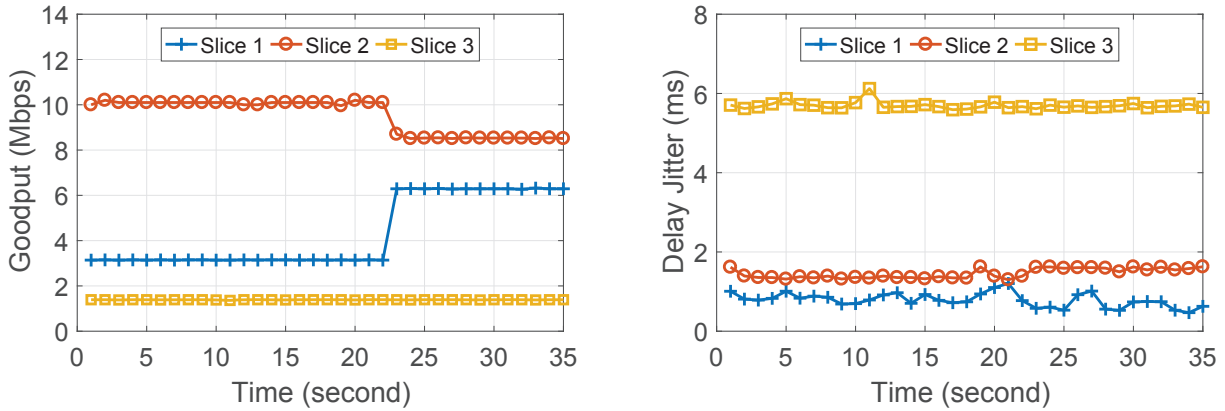 14
12
10
8
6
4
2
0
Goodput (Mbps)
Slice 1 Slice 2 Slice 3
0 5 10 15 20 25 30 35
Time (second)
8
6
4
2
0
Delay Jitter (ms)
Slice 1 Slice 2 Slice 3
0 5 10 15 20 25 30 35
Time (second)